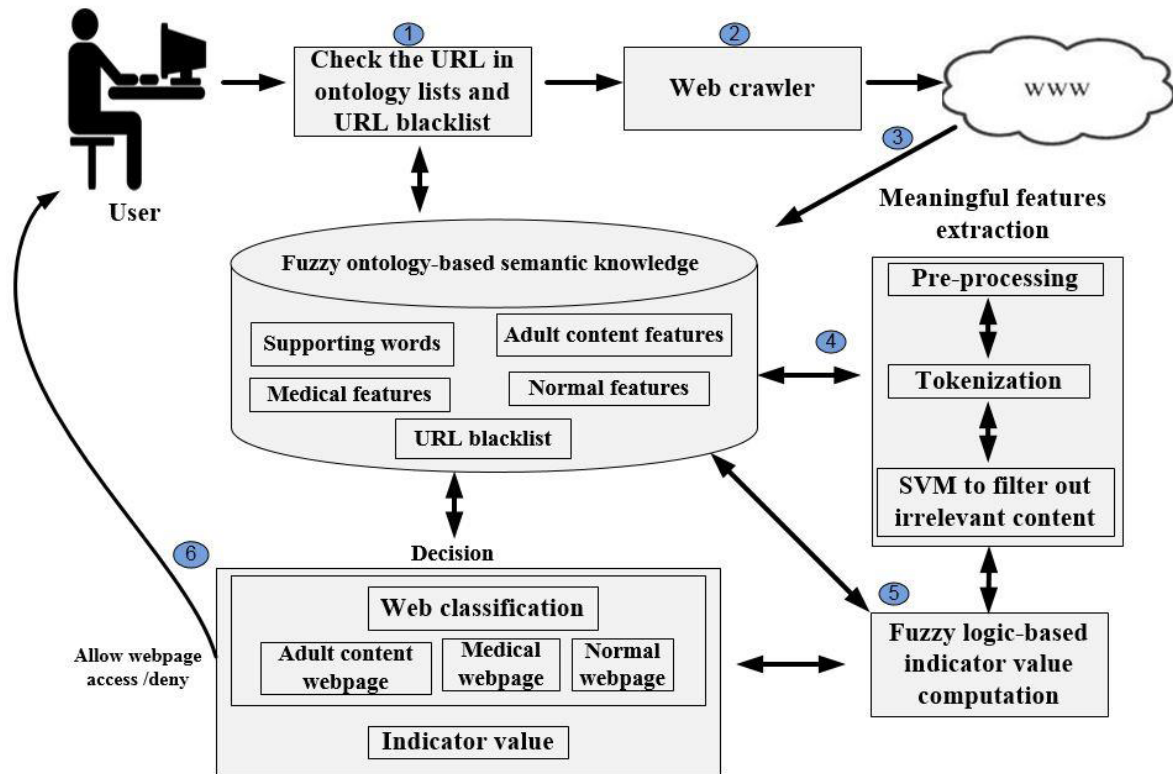 1
Check the URL in
ontology lists and
URL blacklist
2
Web crawler
WWW
3
User
Meaningful features
extraction
Fuzzy ontology-based semantic knowledge
Supporting words
Adult content features
Medical features
Normal features
URL blacklist
4
Pre-processing
Tokenization
SVM to filter out
irrelevant content
5
Fuzzy logic-based
indicator value
computation
6
Decision
Web classification
Adult content
webpage
Medical
webpage
Normal
webpage
Indicator value
Allow webpage
access /deny